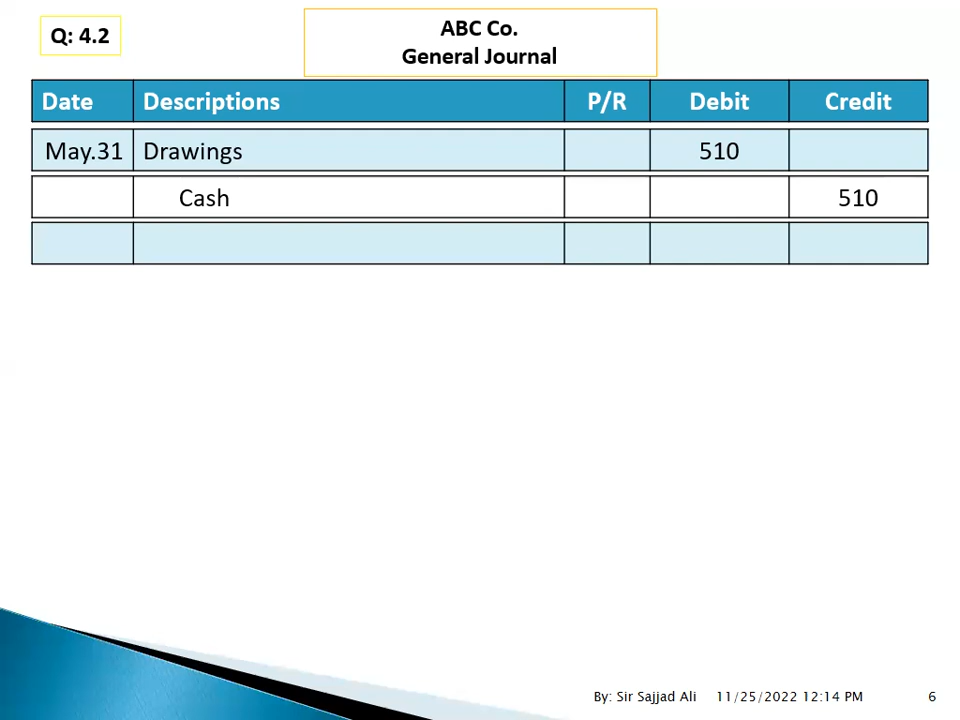 Q: 4.2
ABC Co.
General Journal
Date Descriptions P/R Debit Credit
May.31 Drawings 510
Cash 510
By: Sir Sajjad Ali 11/25/2022 12:14 PM 6